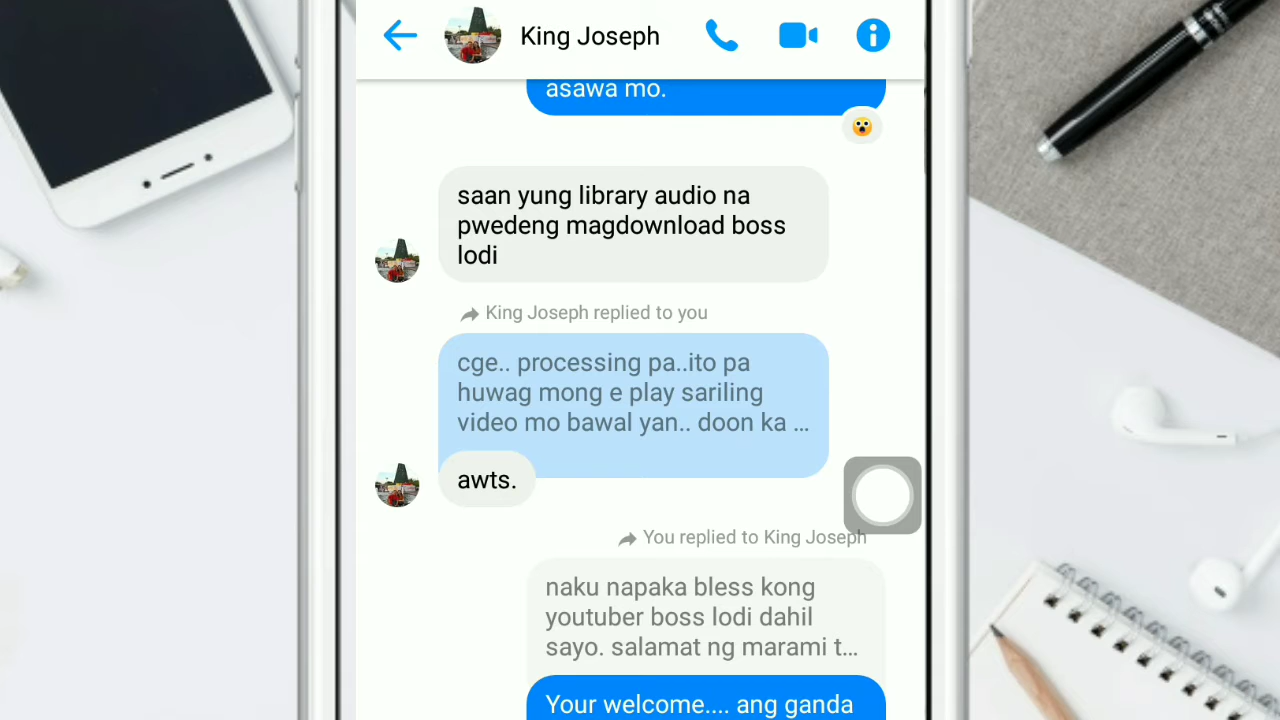 King Joseph
asawa mo.
saan yung library audio na
pwedeng magdownload boss
lodi
King Joseph replied to you
cge.. processing pa..ito pa
huwag mong e play sariling
video mo bawal yan.. doon ka ...
awts.
You replied to King Joseph
naku napaka bless kong
youtuber boss lodi dahil
sayo. salamat ng marami t...
Your welcome.... ang ganda